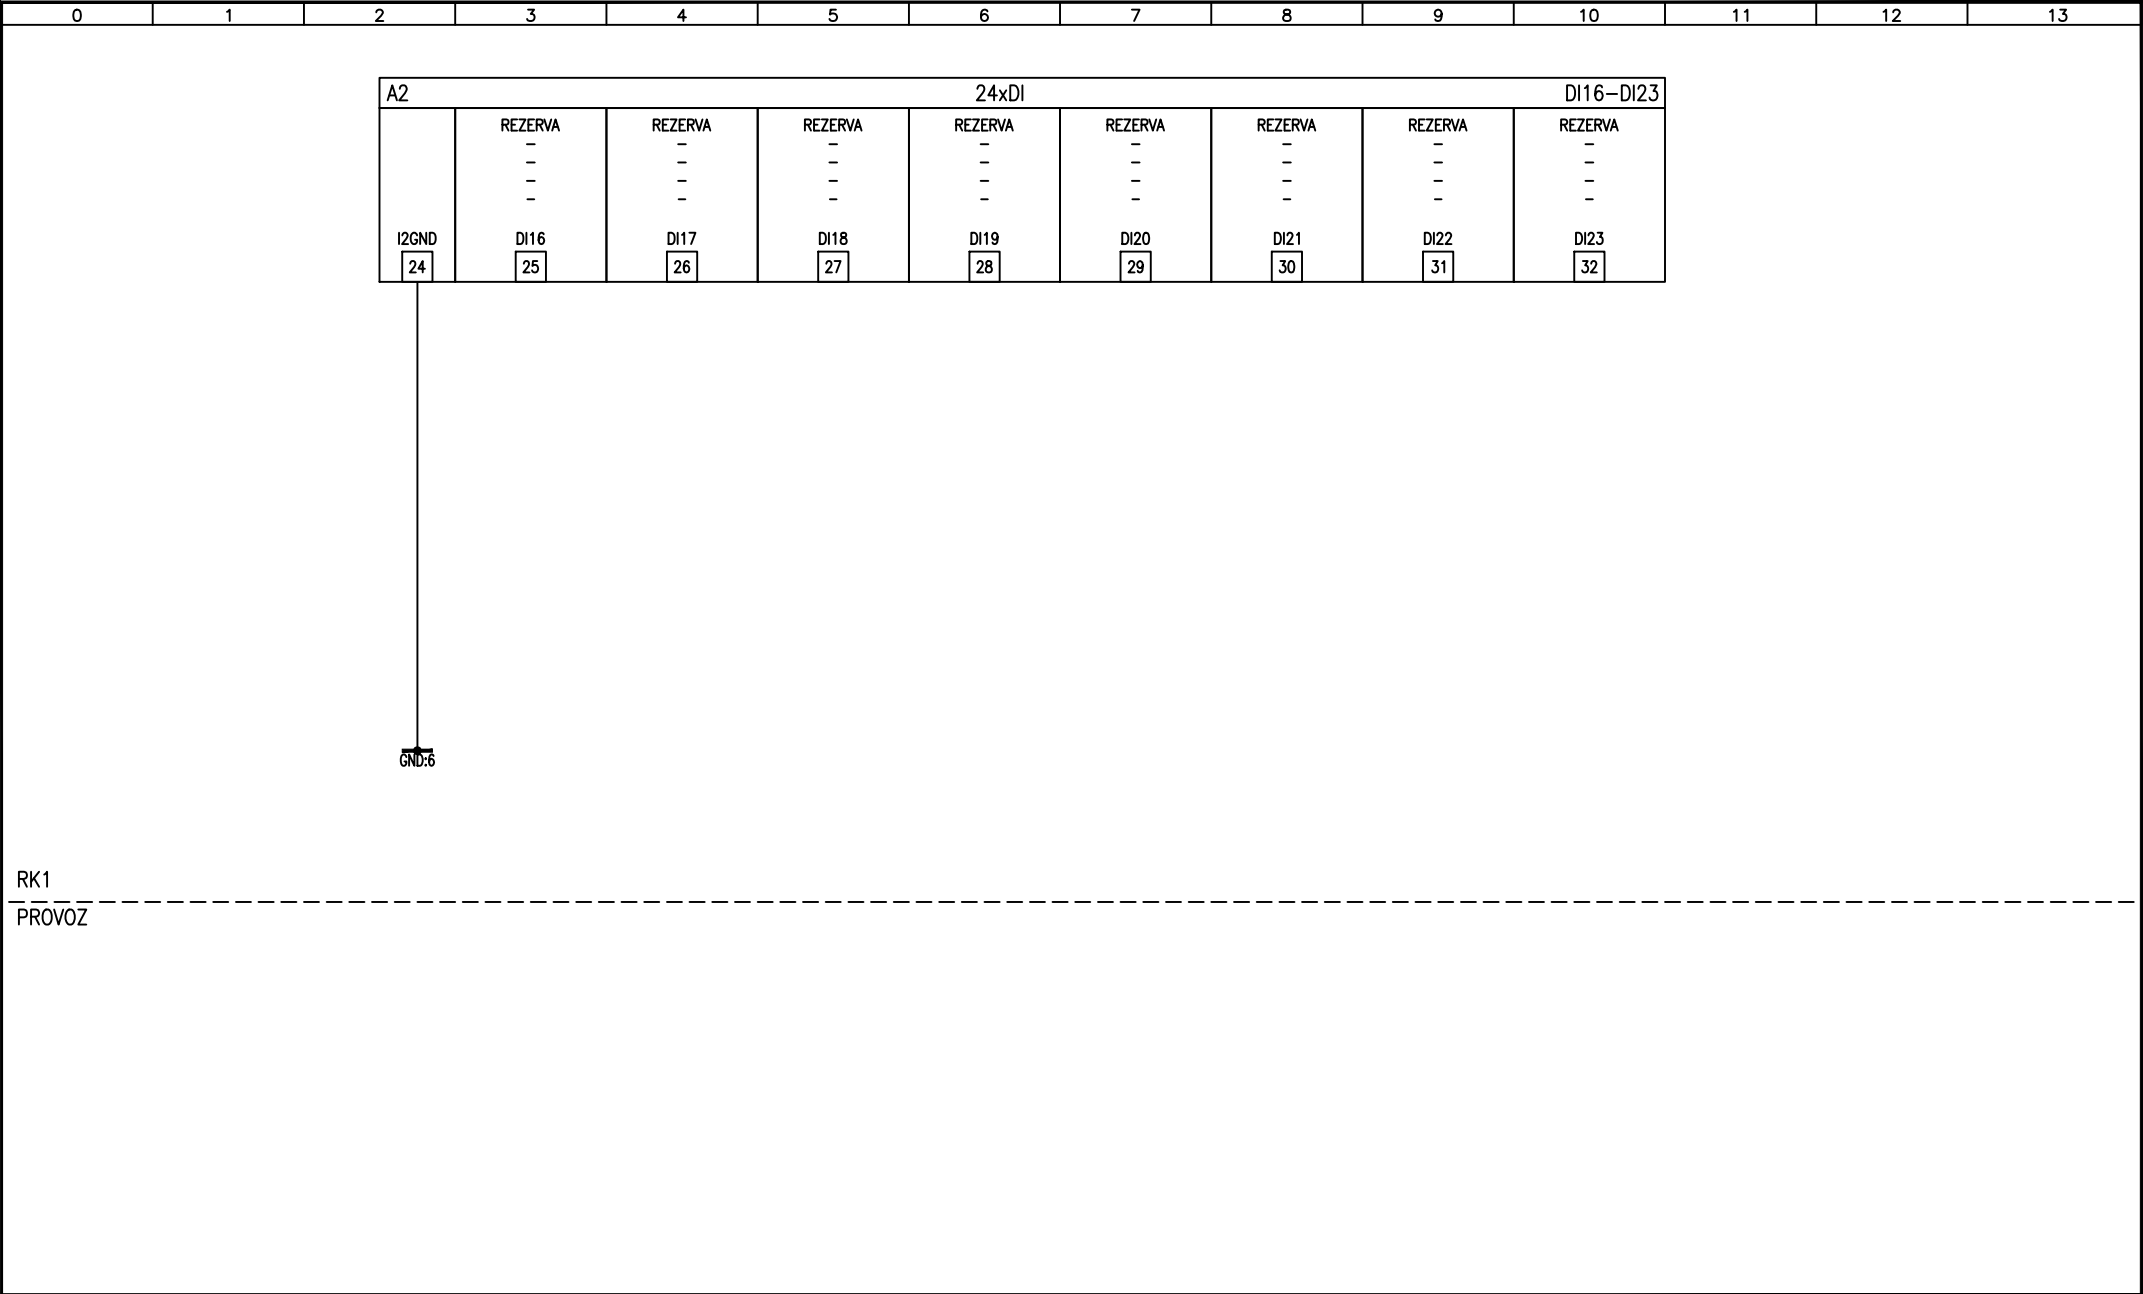 0 1 2 3 4 5 6 7 8 9 10 11 12 13
A2 24xDI DI16-DI23
REZERVA REZERVA REZERVA REZERVA REZERVA REZERVA REZERVA REZERVA
- - - - - - - -
- - - - - - - -
- - - - - - - -
- - - - - - - -
I2GND DI16 DI17 DI18 DI19 DI20 DI21 DI22 DI23
24 25 26 27 28 29 30 31 32
GND:6
RK1
PROVOZ